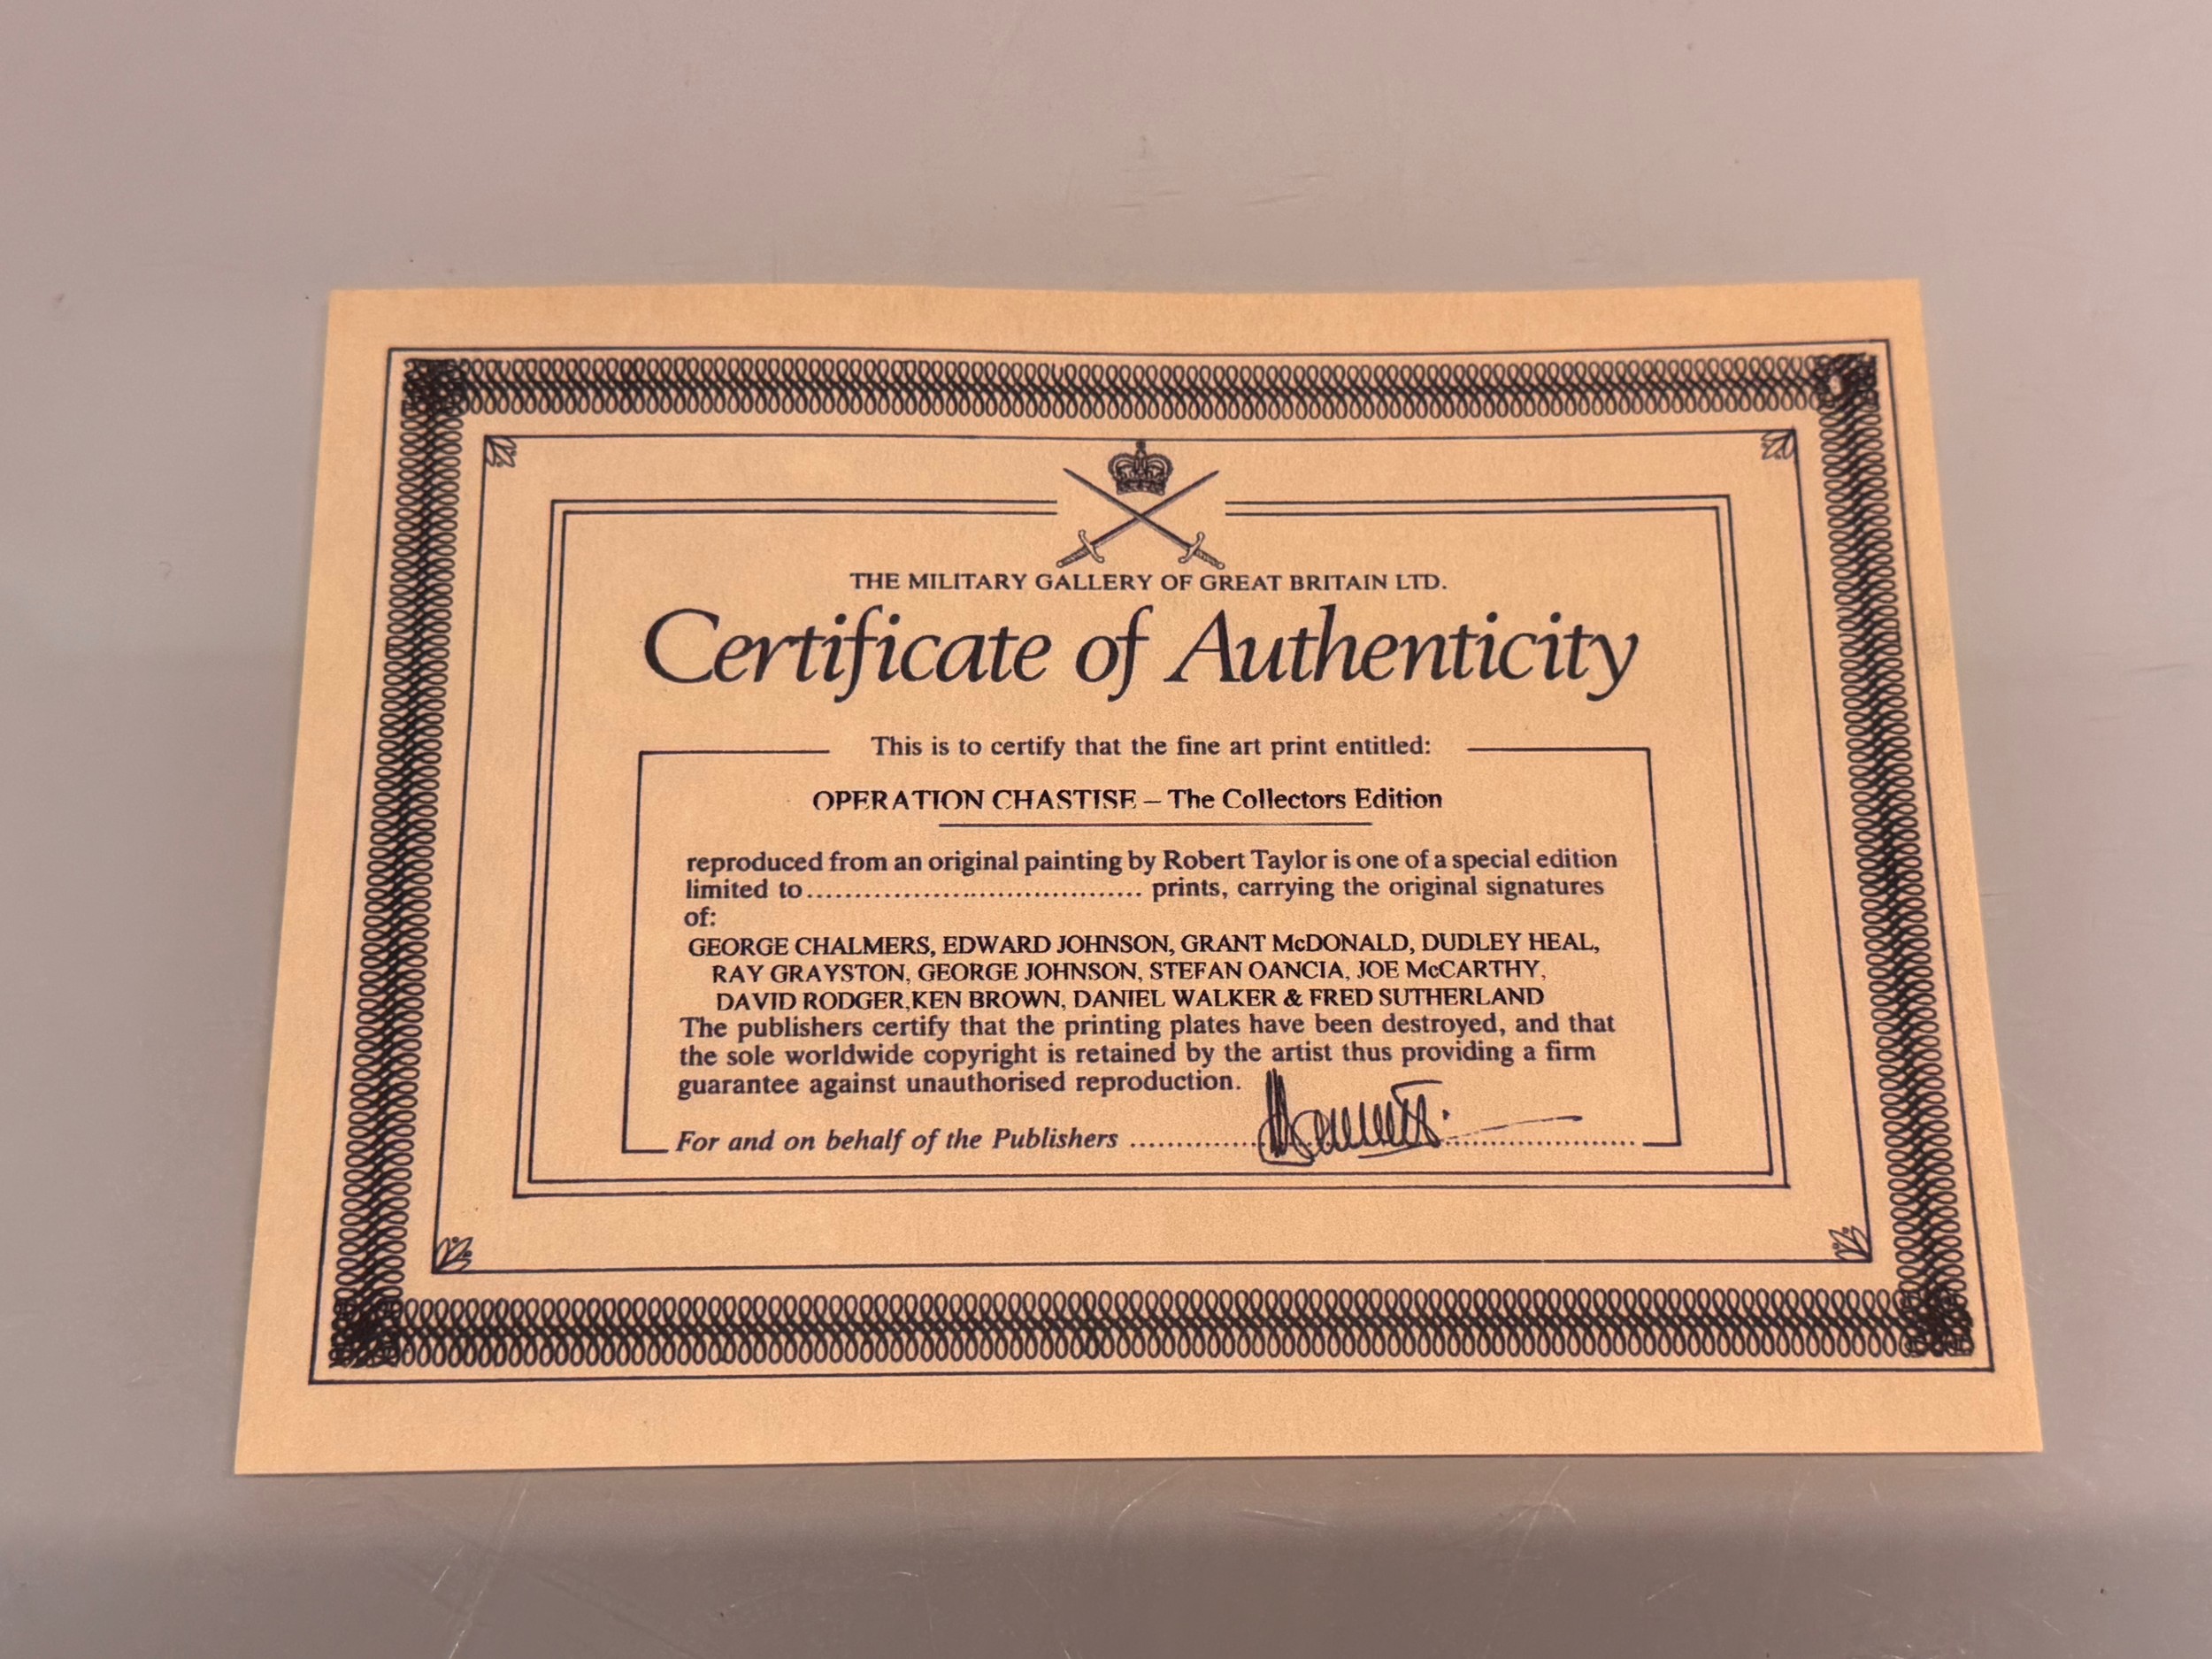 THE MILITARY GALLERY OF GREAT BRITAIN LTD.
Certificate of Authenticity
This is to certify that the fine art print entitled:
OPERATION CHASTISE – The Collectors Edition
reproduced from an original painting by Robert Taylor is one of a special edition
limited to..................................... prints, carrying the original signatures
of:
GEORGE CHALMERS, EDWARD JOHNSON, GRANT McDONALD, DUDLEY HEAL,
RAY GRAYSTON, GEORGE JOHNSON, STEFAN OANCIA, JOE McCARTHY,
DAVID RODGER,KEN BROWN, DANIEL WALKER & FRED SUTHERLAND
The publishers certify that the printing plates have been destroyed, and that
the sole worldwide copyright is retained by the artist thus providing a firm
guarantee against unauthorised reproduction.
For and on behalf of the Publishers ......................................................